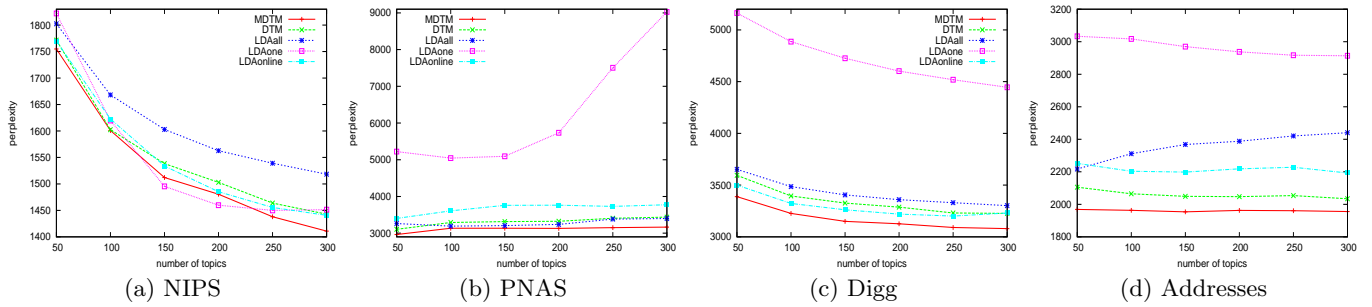 1800
1750
1700
1650
1600
1550
1500
1450
1400
perplexity
50 100 150 200 250 300
number of topics
MDTM
DTM
LDAall
LDAone
LDAonline
(a) NIPS
9000
8000
7000
6000
5000
4000
3000
perplexity
50 100 150 200 250 300
number of topics
MDTM
DTM
LDAall
LDAone
LDAonline
(b) PNAS
5000
4500
4000
3500
3000
perplexity
50 100 150 200 250 300
number of topics
MDTM
DTM
LDAall
LDAone
LDAonline
(c) Digg
3200
3000
2800
2600
2400
2200
2000
1800
perplexity
50 100 150 200 250 300
number of topics
(d) Addresses